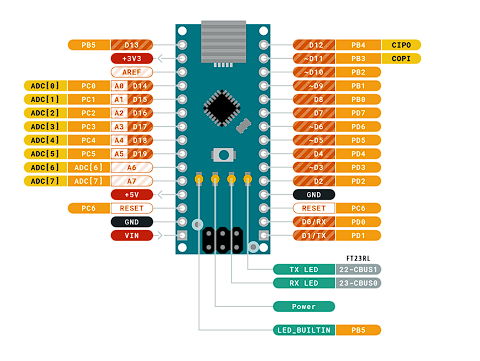 PB5 D13 D12 PB4 CIPO
+3V3 ~D11 PB3 COPI
AREF ~D10 PB2
ADC[0] PC0 A0 D14 ~D9 PB1
ADC[1] PC1 A1 D15 D8 PB0
ADC[2] PC2 A2 D16 D7 PD7
ADC[3] PC3 A3 D17 ~D6 PD6
ADC[4] PC4 A4 D18 ~D5 PD5
ADC[5] PC5 A5 D19 D4 PD4
ADC[6] ADC[6] A6 ~D3 PD3
ADC[7] ADC[7] A7 D2 PD2
+5V GND
PC6 RESET RESET PC6
GND D0/RX PD0
VIN D1/TX PD1
FT23RL
TX LED 22-CBUS1
RX LED 23-CBUS0
Power
LED_BUILTIN PB5